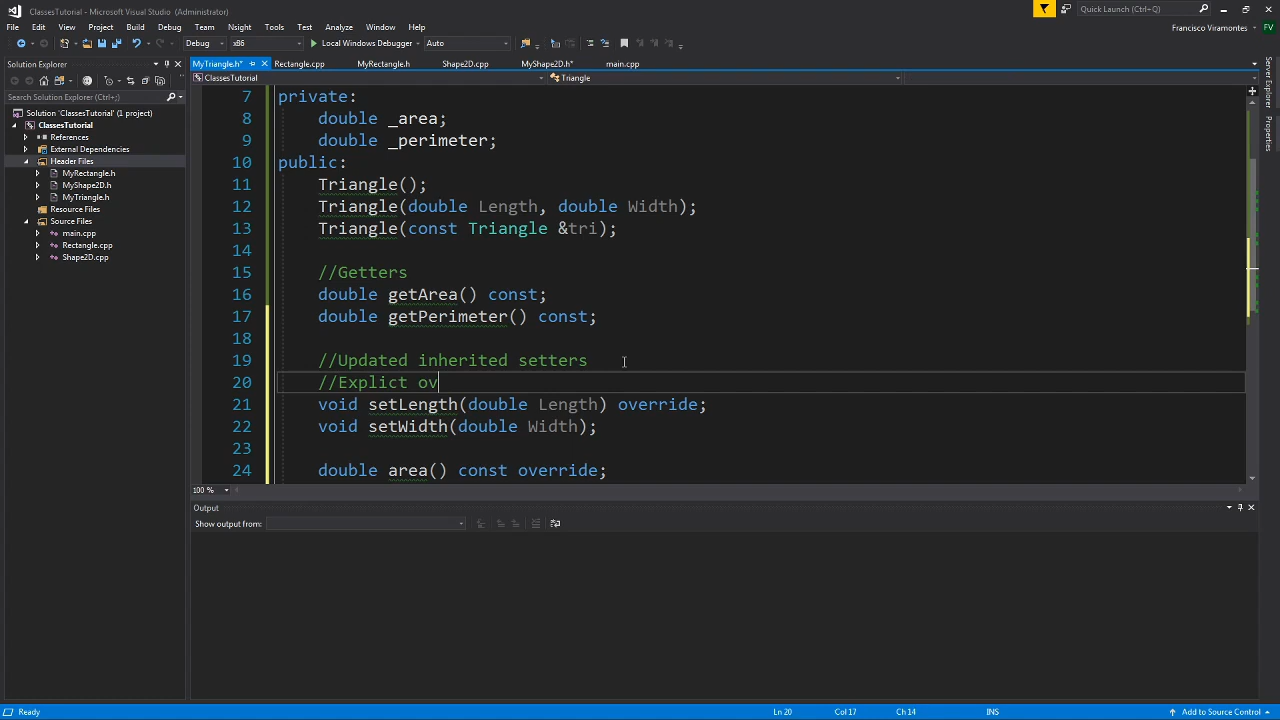 ClassesTutorial - Microsoft Visual Studio (Administrator)
Quick Launch (Ctrl+Q)
File Edit View Project Build Debug Team Nsight Tools Test Analyze Window Help
Francisco Viramontes FV
Debug x86 Local Windows Debugger Auto
Solution Explorer
MyTriangle.h* Rectangle.cpp MyRectangle.h Shape2D.cpp MyShape2D.h* main.cpp
ClassesTutorial Triangle
Search Solution Explorer (Ctrl+;)
Solution 'ClassesTutorial' (1 project)
ClassesTutorial
References
External Dependencies
Header Files
MyRectangle.h
MyShape2D.h
MyTriangle.h
Resource Files
Source Files
main.cpp
Rectangle.cpp
Shape2D.cpp
7 private:
8 double _area;
9 double _perimeter;
10 public:
11 Triangle();
12 Triangle(double Length, double Width);
13 Triangle(const Triangle &tri);
14
15 //Getters
16 double getArea() const;
17 double getPerimeter() const;
18
19 //Updated inherited setters
20 //Explict ov
21 void setLength(double Length) override;
22 void setWidth(double Width);
23
24 double area() const override;
100 %
Output
Show output from:
Server Explorer
Properties
Ready Ln 20 Col 17 Ch 14 INS Add to Source Control